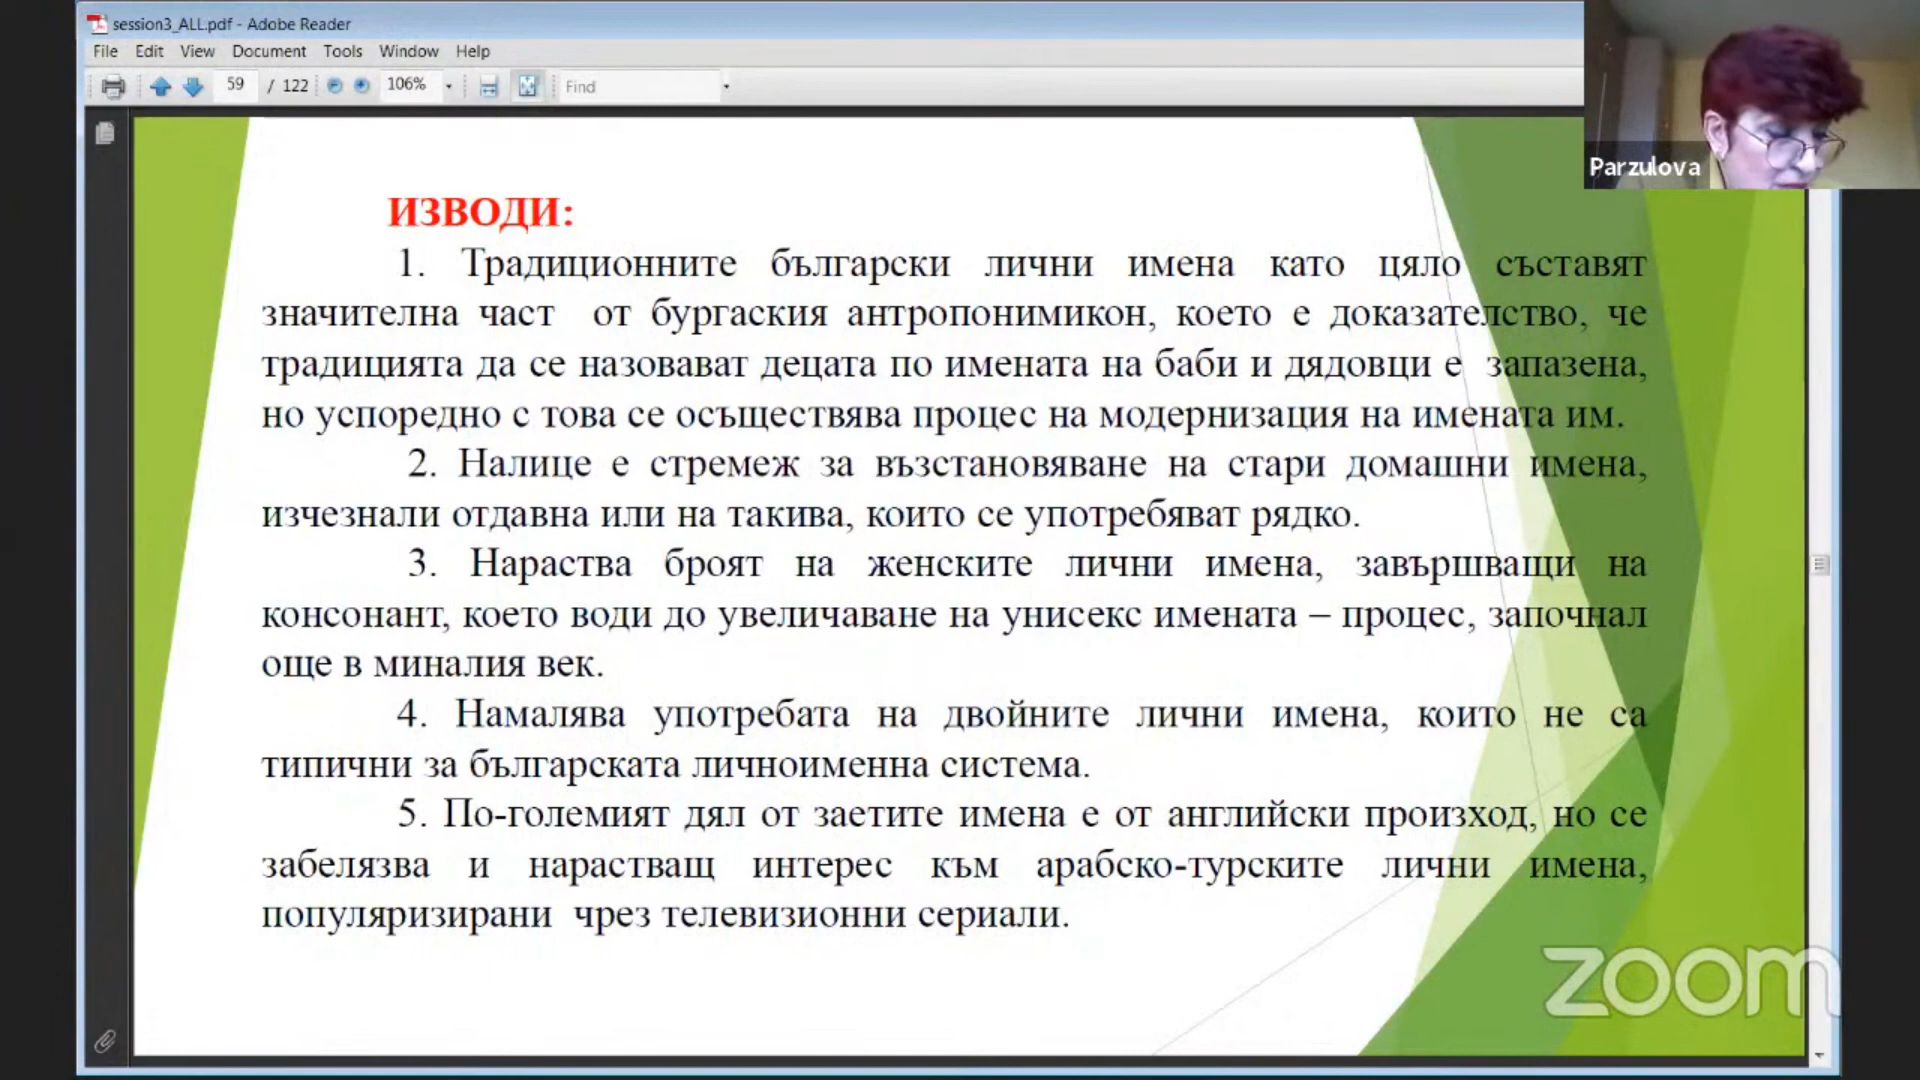 session3_ALL.pdf - Adobe Reader
File Edit View Document Tools Window Help
59 / 122 106% Find
Parzulova
ИЗВОДИ:
1. Традиционните български лични имена като цяло съставят
значителна част от бургаския антропонимикон, което е доказателство, че
традицията да се назовават децата по имената на баби и дядовци е запазена,
но успоредно с това се осъществява процес на модернизация на имената им.
2. Налице е стремеж за възстановяване на стари домашни имена,
изчезнали отдавна или на такива, които се употребяват рядко.
3. Нараства броят на женските лични имена, завършващи на
консонант, което води до увеличаване на унисекс имената – процес, започнал
още в миналия век.
4. Намалява употребата на двойните лични имена, които не са
типични за българската личноименна система.
5. По-големият дял от заетите имена е от английски произход, но се
забелязва и нарастващ интерес към арабско-турските лични имена,
популяризирани чрез телевизионни сериали.
zoom